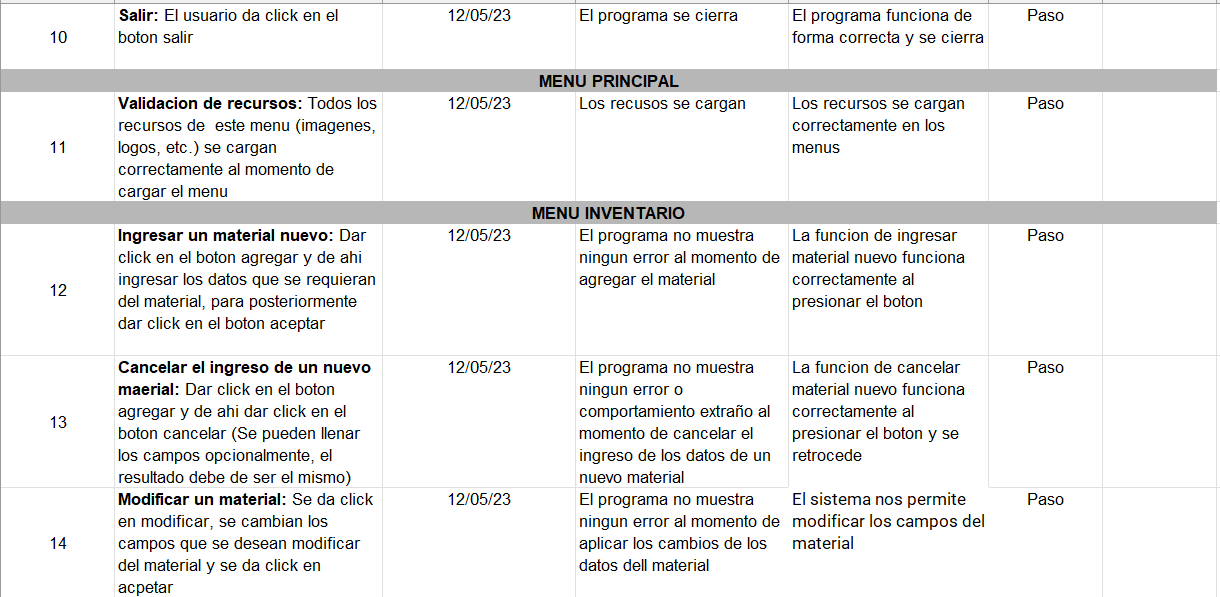 10
Salir: El usuario da click en el
boton salir
12/05/23
El programa se cierra
El programa funciona de
forma correcta y se cierra
Paso
MENU PRINCIPAL
11
Validacion de recursos: Todos los
recursos de  este menu (imagenes,
logos, etc.) se cargan
correctamente al momento de
cargar el menu
12/05/23
Los recusos se cargan
Los recursos se cargan
correctamente en los
menus
Paso
MENU INVENTARIO
12
Ingresar un material nuevo: Dar
click en el boton agregar y de ahi
ingresar los datos que se requieran
del material, para posteriormente
dar click en el boton aceptar
12/05/23
El programa no muestra
ningun error al momento de
agregar el material
La funcion de ingresar
material nuevo funciona
correctamente al
presionar el boton
Paso
13
Cancelar el ingreso de un nuevo
maerial: Dar click en el boton
agregar y de ahi dar click en el
boton cancelar (Se pueden llenar
los campos opcionalmente, el
resultado debe de ser el mismo)
12/05/23
El programa no muestra
ningun error o
comportamiento extraño al
momento de cancelar el
ingreso de los datos de un
nuevo material
La funcion de cancelar
material nuevo funciona
correctamente al
presionar el boton y se
retrocede
Paso
14
Modificar un material: Se da click
en modificar, se cambian los
campos que se desean modificar
del material y se da click en
acpetar
12/05/23
El programa no muestra
ningun error al momento de
aplicar los cambios de los
datos dell material
El sistema nos permite
modificar los campos del
material
Paso